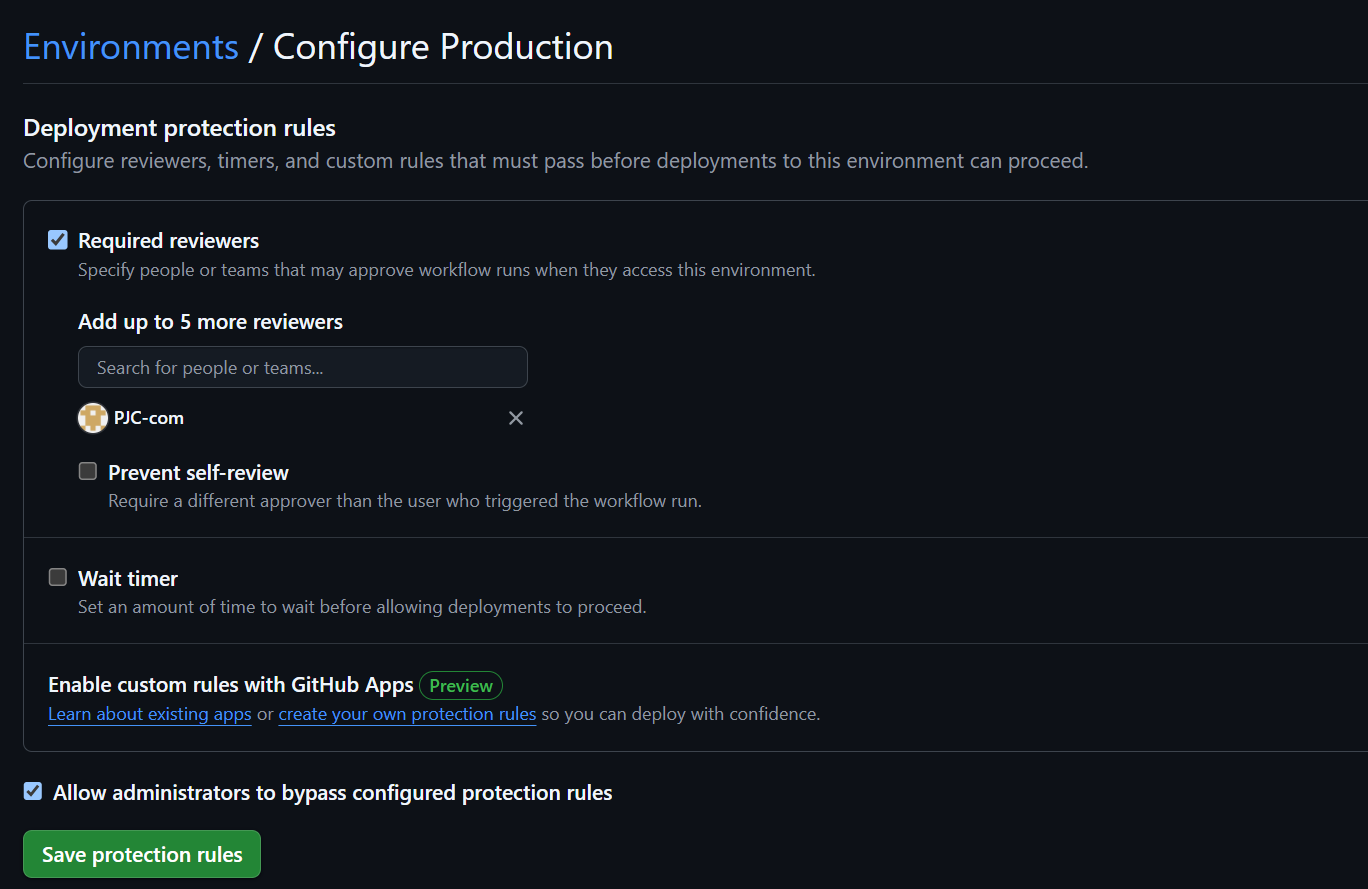 Environments / Configure Production
Deployment protection rules
Configure reviewers, timers, and custom rules that must pass before deployments to this environment can proceed.
Required reviewers
Specify people or teams that may approve workflow runs when they access this environment.
Add up to 5 more reviewers
Search for people or teams...
PJC-com
Prevent self-review
Require a different approver than the user who triggered the workflow run.
Wait timer
Set an amount of time to wait before allowing deployments to proceed.
Enable custom rules with GitHub Apps Preview
Learn about existing apps or create your own protection rules so you can deploy with confidence.
Allow administrators to bypass configured protection rules
Save protection rules